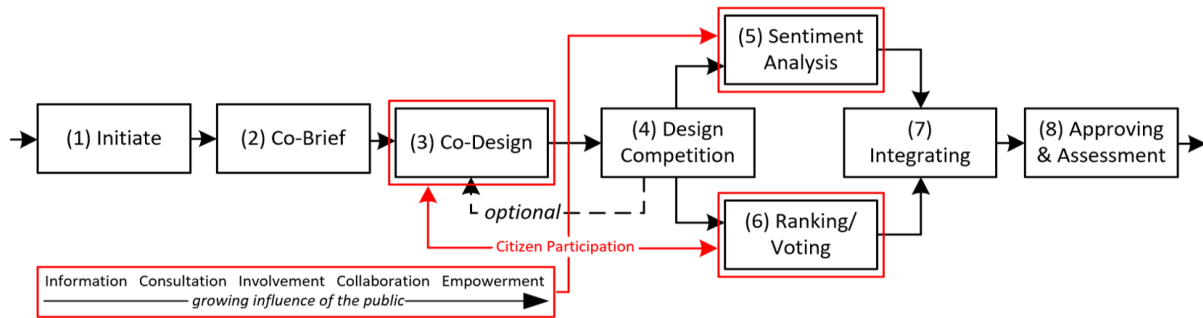 (1) Initiate
(2) Co-Brief
(3) Co-Design
(4) Design
Competition
(5) Sentiment
Analysis
(6) Ranking/
Voting
(7)
Integrating
(8) Approving
& Assessment
optional
Citizen Participation
Information Consultation Involvement Collaboration Empowerment
growing influence of the public